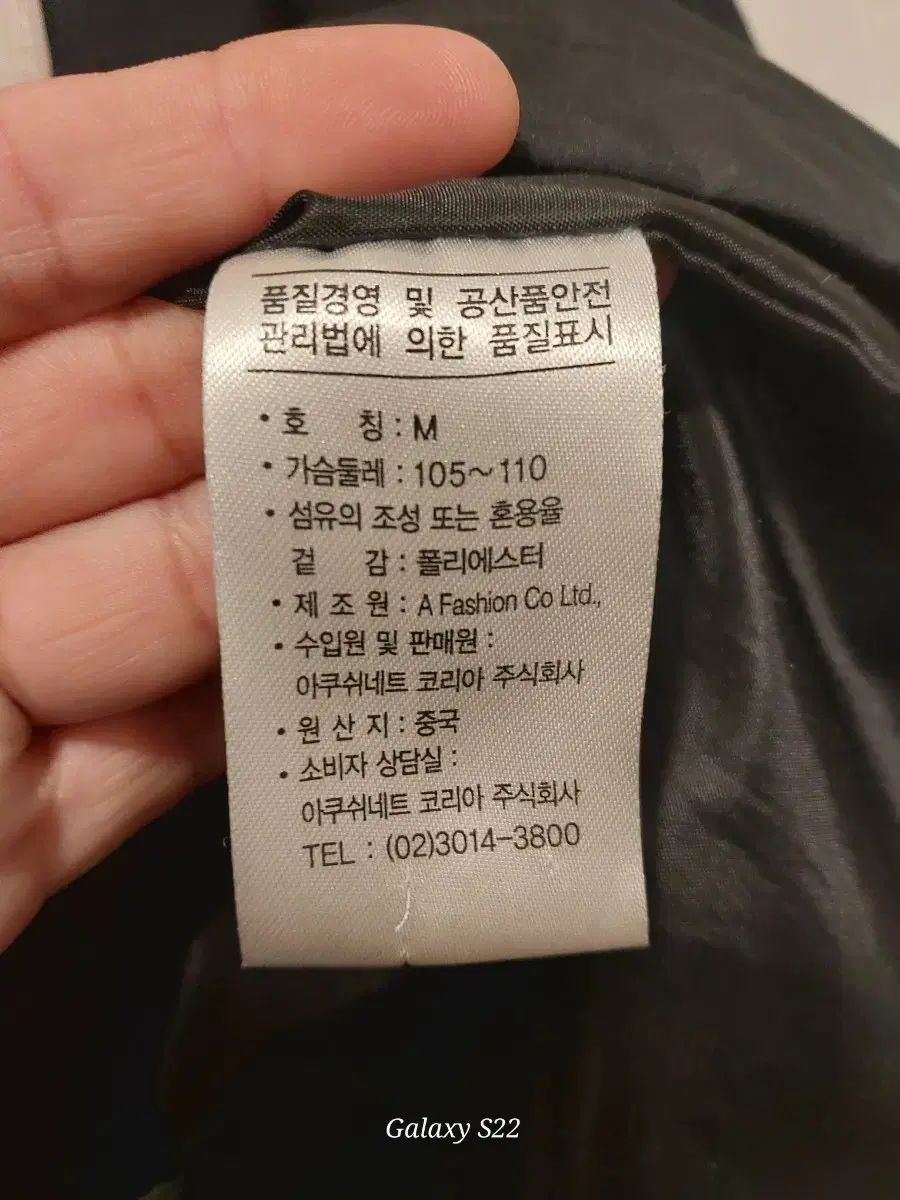 품질경영 및 공산품안전
관리법에 의한 품질표시
• 호 칭 : M
• 가슴둘레 : 105~110
• 섬유의 조성 또는 혼용율
겉 감 : 폴리에스터
• 제 조 원 : A Fashion Co Ltd.,
• 수입원 및 판매원 :
아쿠쉬네트 코리아 주식회사
• 원 산 지 : 중국
• 소비자 상담실 :
아쿠쉬네트 코리아 주식회사
TEL : (02)3014-3800
Galaxy S22